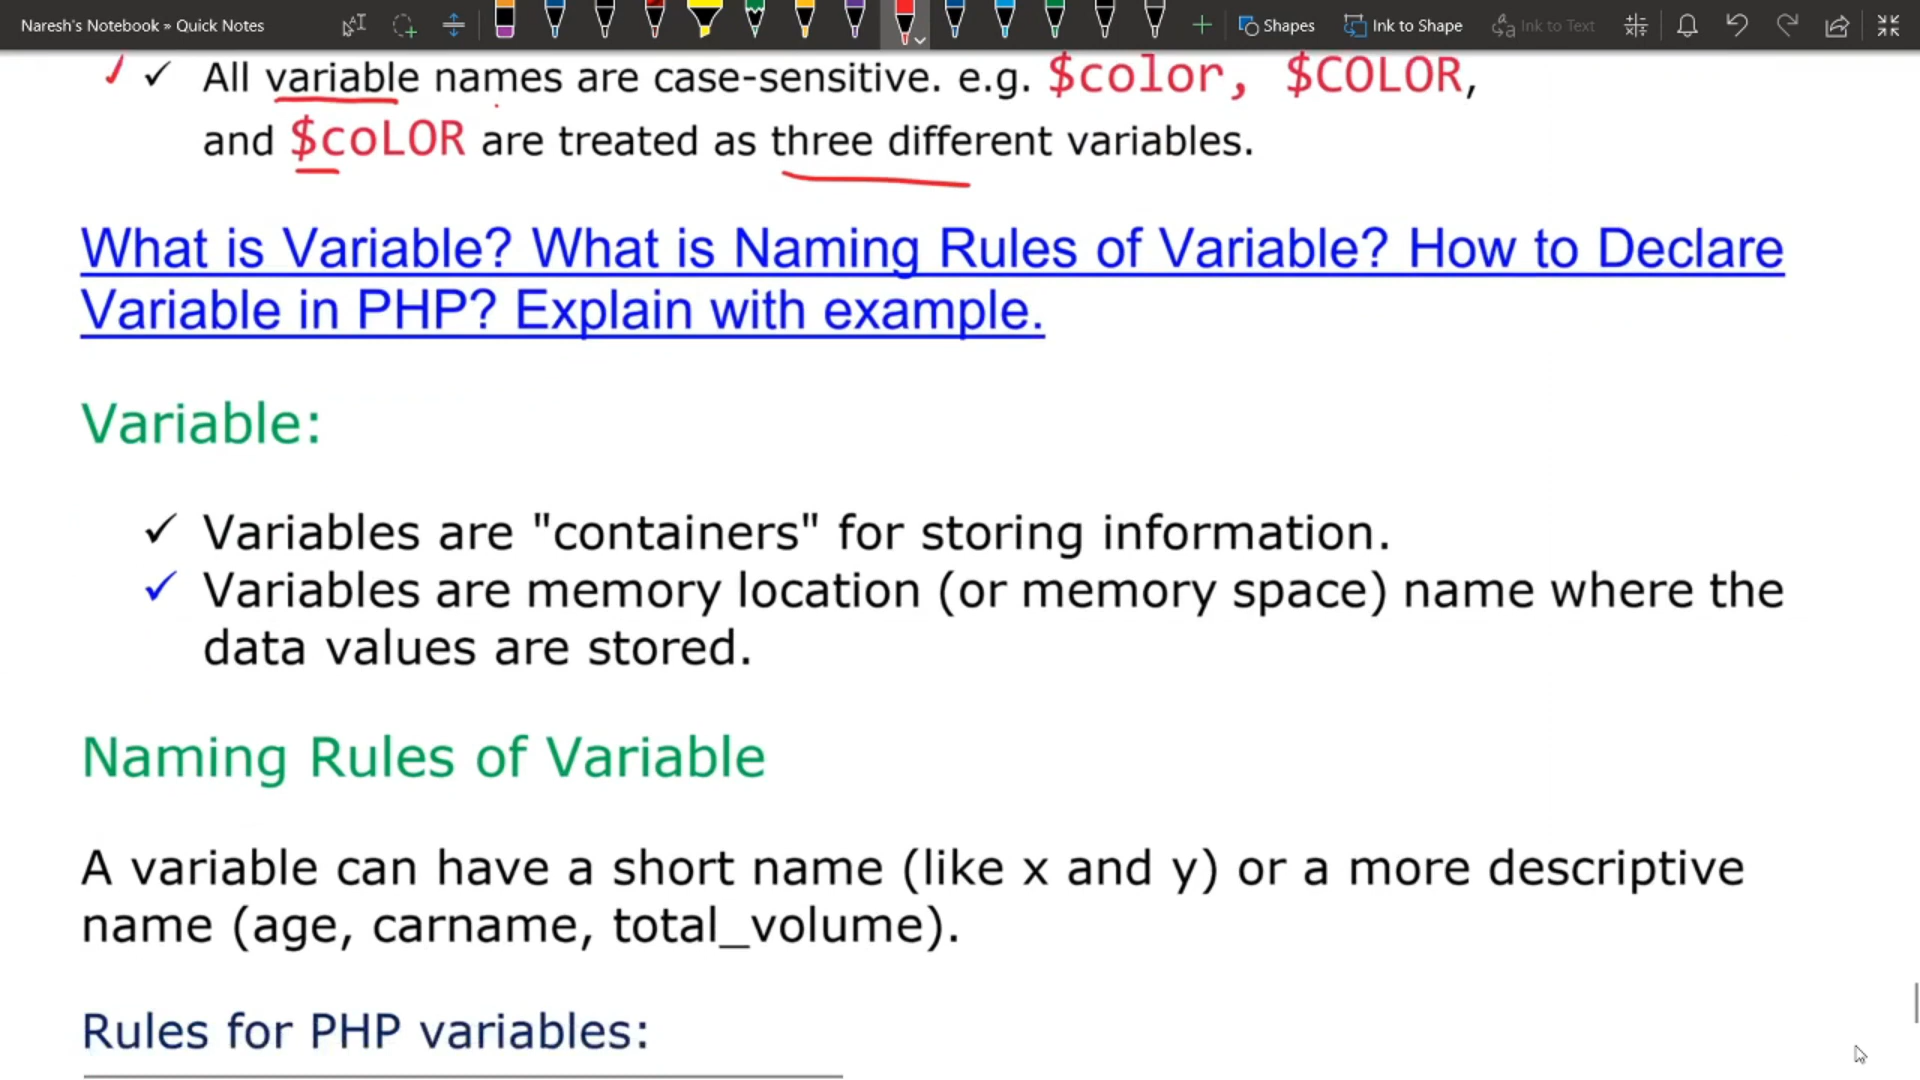 Naresh's Notebook » Quick Notes
Shapes
Ink to Shape
Ink to Text
All variable names are case-sensitive. e.g. $color, $COLOR,
and $coLOR are treated as three different variables.
What is Variable? What is Naming Rules of Variable? How to Declare
Variable in PHP? Explain with example.
Variable:
Variables are "containers" for storing information.
Variables are memory location (or memory space) name where the
data values are stored.
Naming Rules of Variable
A variable can have a short name (like x and y) or a more descriptive
name (age, carname, total_volume).
Rules for PHP variables: